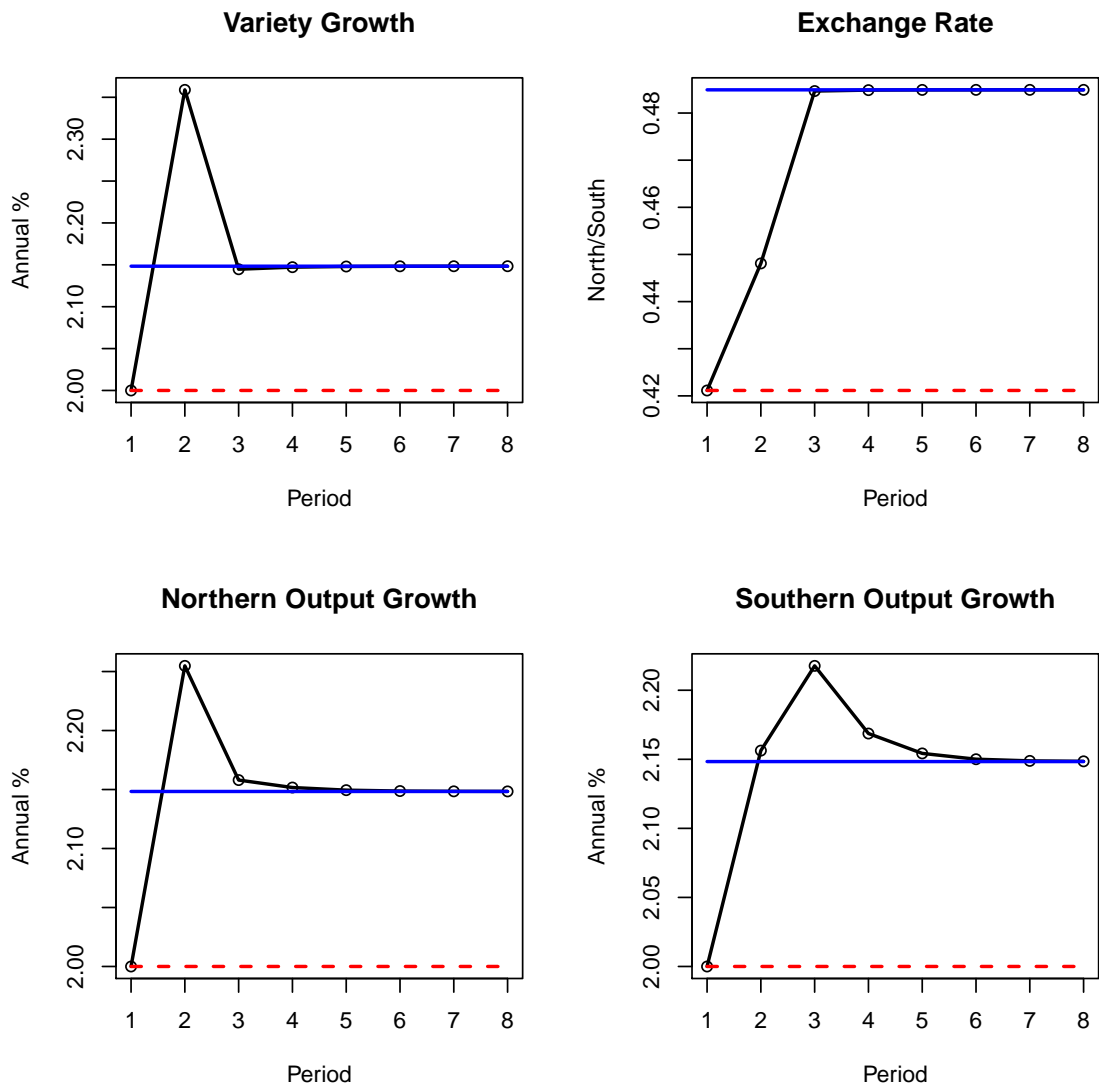 Variety Growth
Annual %
2.00
2.10
2.20
2.30
1 2 3 4 5 6 7 8
Period
Exchange Rate
North/South
0.42
0.44
0.46
0.48
1 2 3 4 5 6 7 8
Period
Northern Output Growth
Annual %
2.00
2.10
2.20
1 2 3 4 5 6 7 8
Period
Southern Output Growth
Annual %
2.00
2.05
2.10
2.15
2.20
1 2 3 4 5 6 7 8
Period